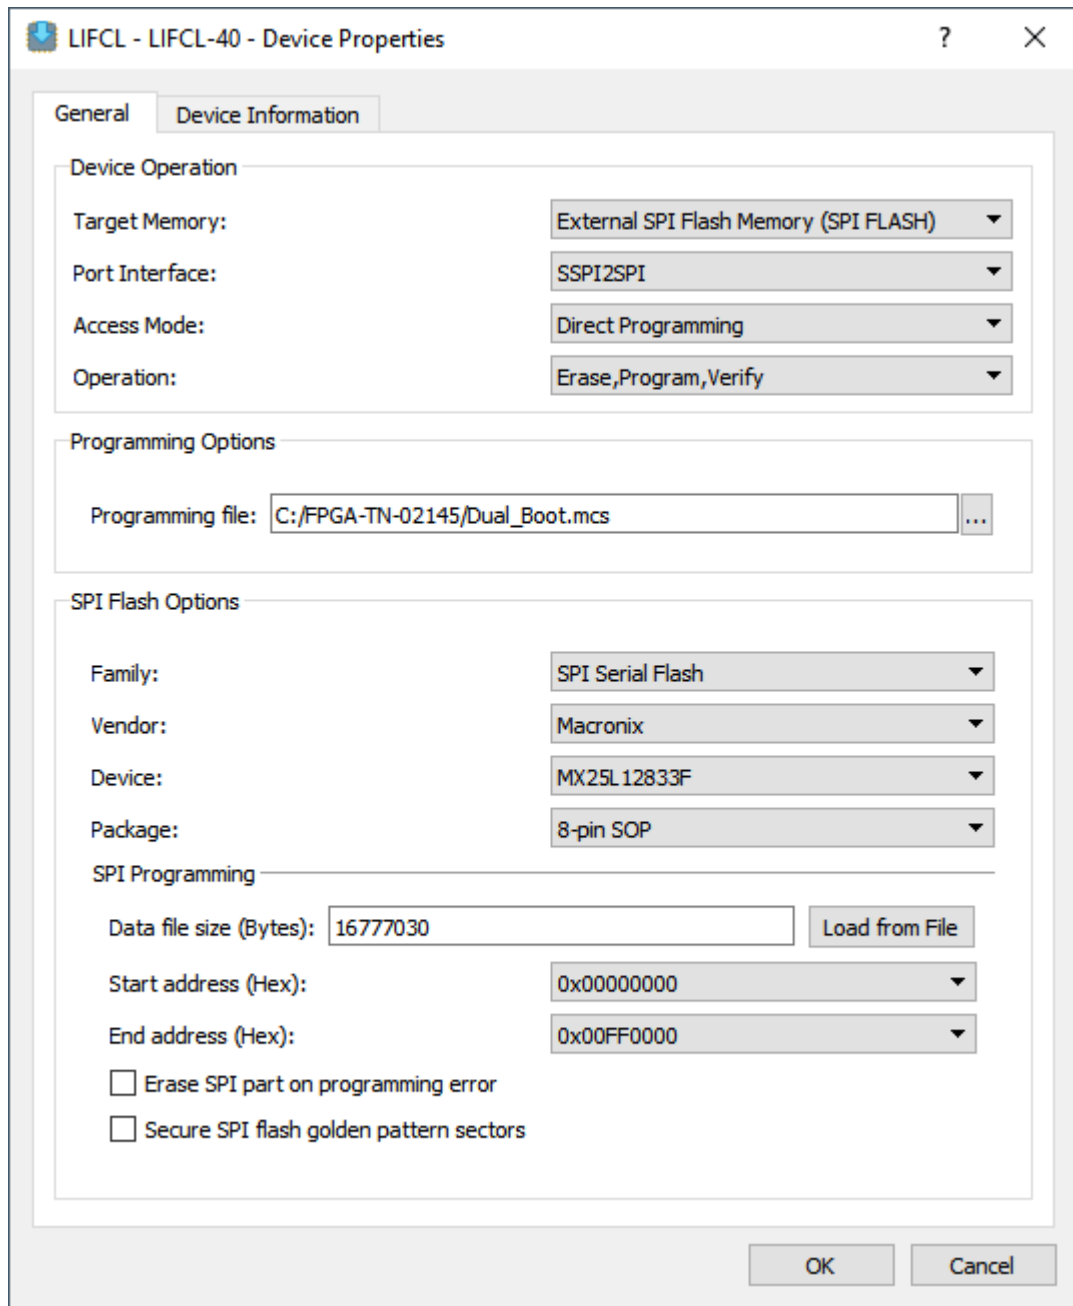 LIFCL - LIFCL-40 - Device Properties ?
General Device Information
Device Operation
Target Memory: External SPI Flash Memory (SPI FLASH)
Port Interface: SSPI2SPI
Access Mode: Direct Programming
Operation: Erase,Program,Verify
Programming Options
Programming file: C:/FPGA-TN-02145/Dual_Boot.mcs ...
SPI Flash Options
Family: SPI Serial Flash
Vendor: Macronix
Device: MX25L12833F
Package: 8-pin SOP
SPI Programming
Data file size (Bytes): 16777030 Load from File
Start address (Hex): 0x00000000
End address (Hex): 0x00FF0000
Erase SPI part on programming error
Secure SPI flash golden pattern sectors
OK Cancel